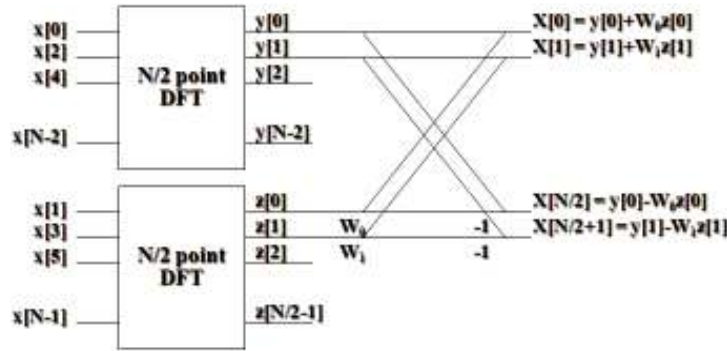 x[0] y[0] X[0] = y[0]+W₀z[0]
x[2] y[1] X[1] = y[1]+W₁z[1]
x[4] y[2]
N/2 point
DFT
x[N-2] y[N-2]
x[1] z[0] X[N/2] = y[0]-W₀z[0]
x[3] z[1] W₀ -1 X[N/2+1] = y[1]-W₁z[1]
x[5] z[2] W₁ -1
N/2 point
DFT
x[N-1] z[N/2-1]